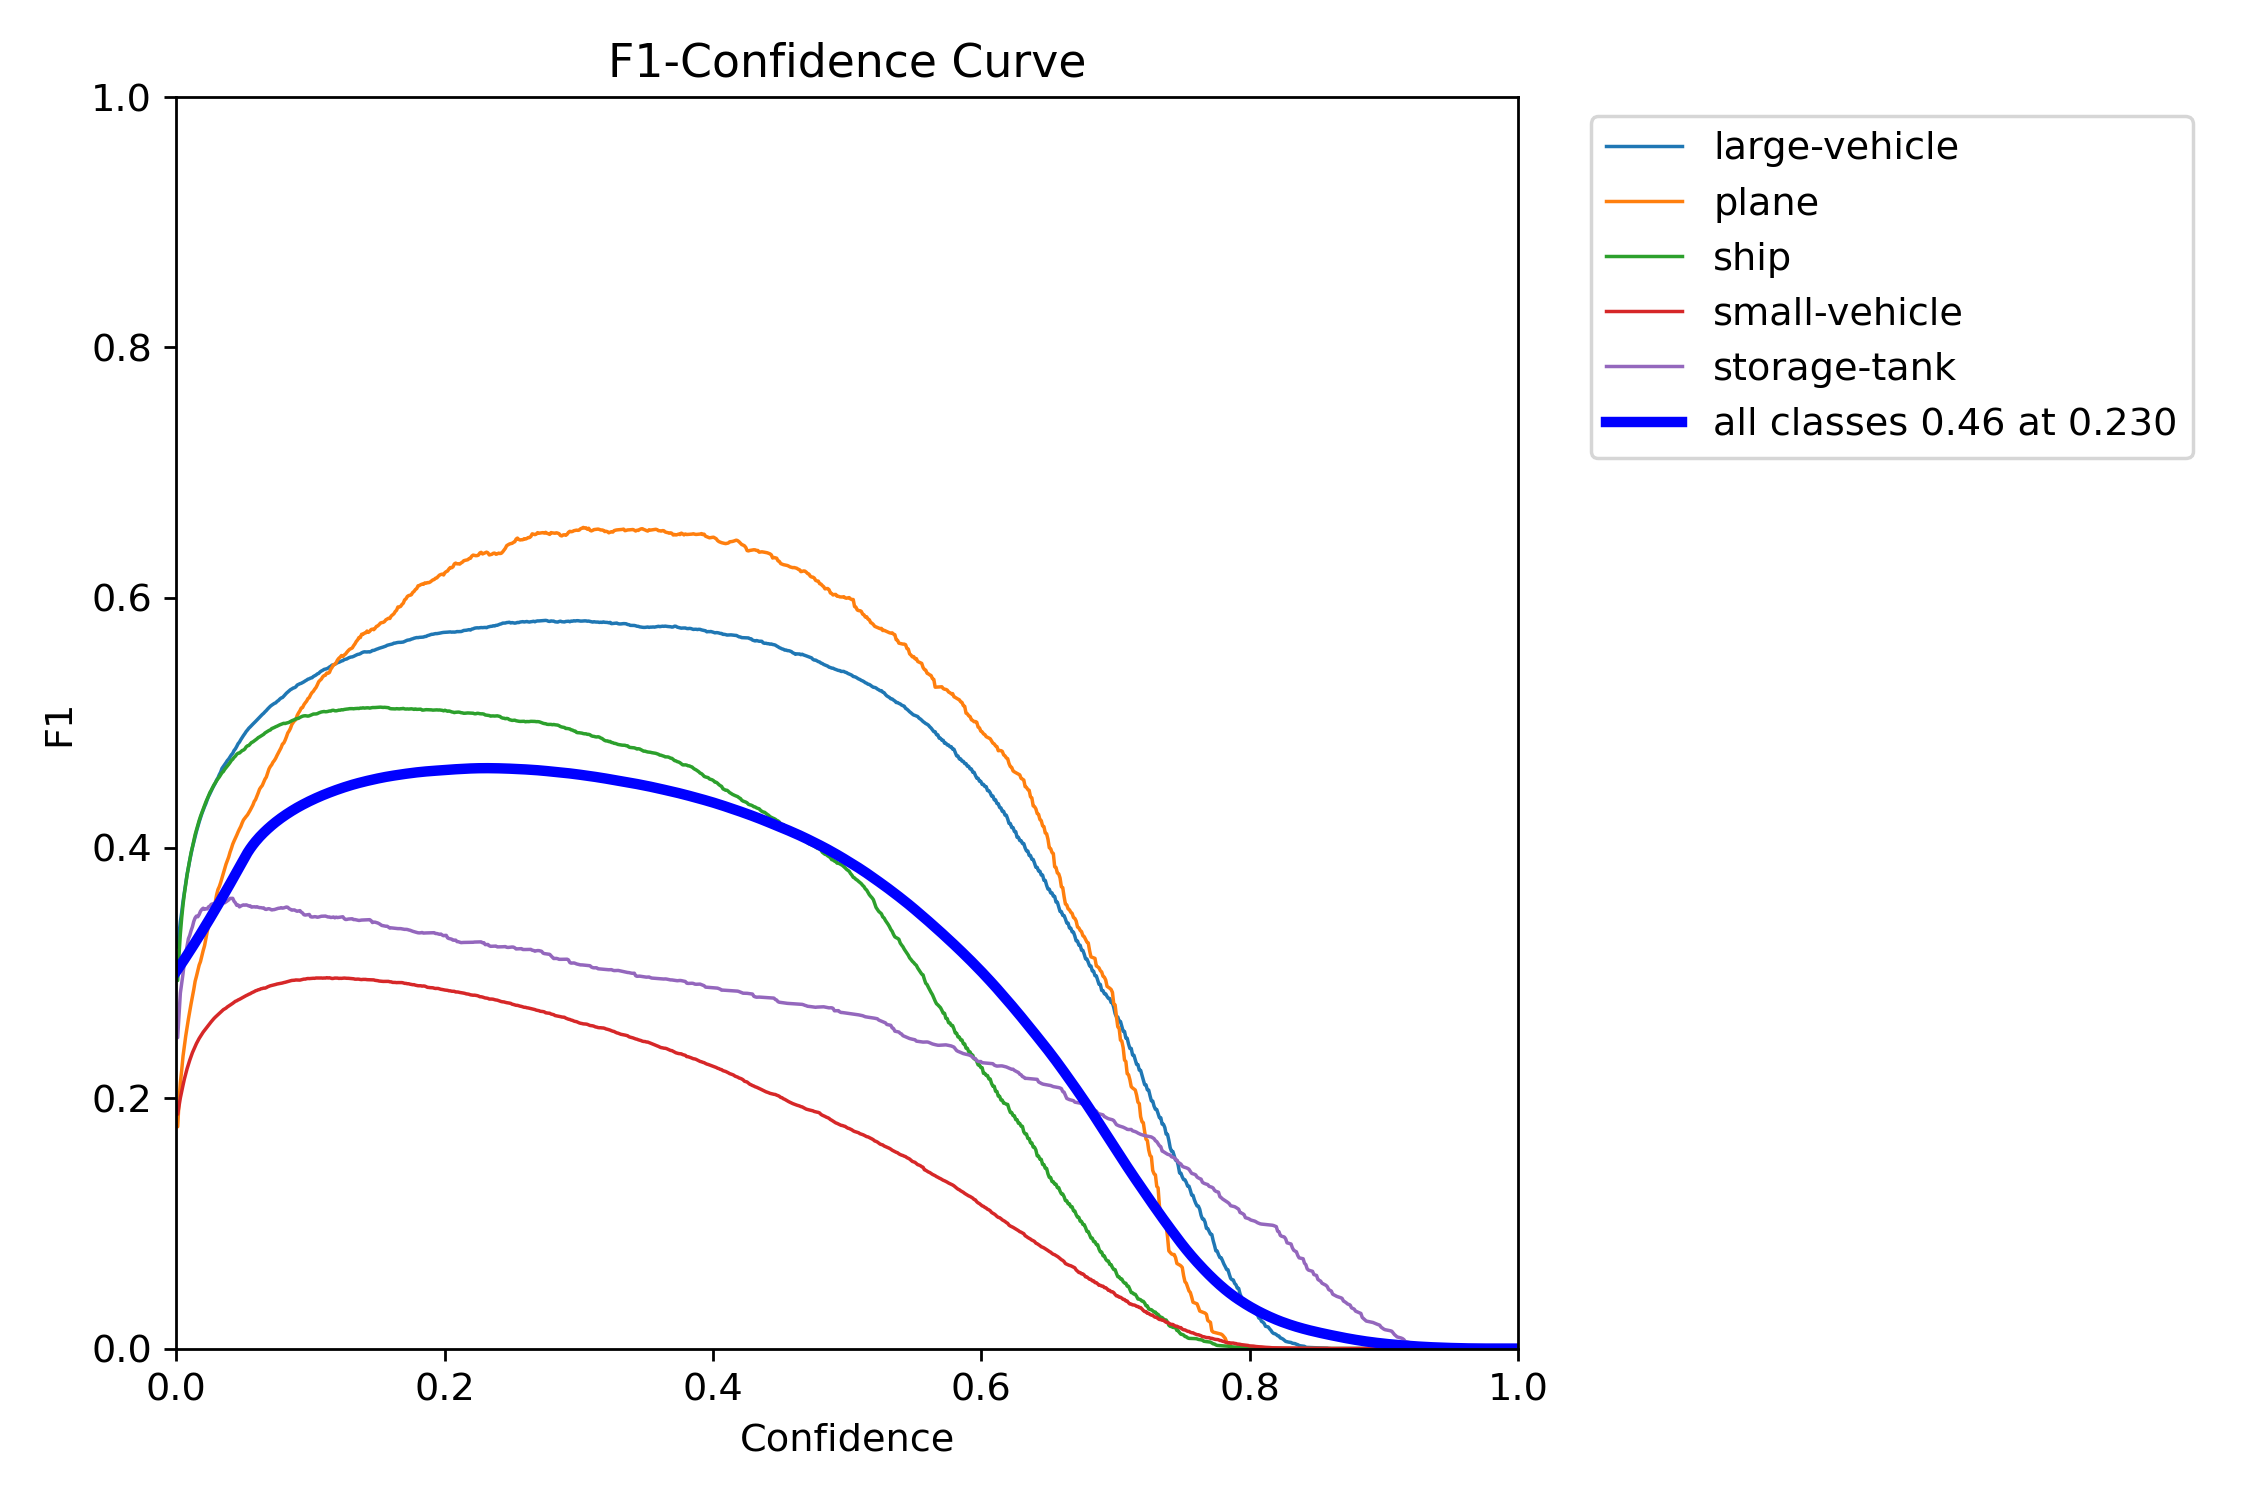 F1-Confidence Curve
1.0
0.8
0.6
0.4
0.2
0.0
F1
0.0 0.2 0.4 0.6 0.8 1.0
Confidence
large-vehicle
plane
ship
small-vehicle
storage-tank
all classes 0.46 at 0.230